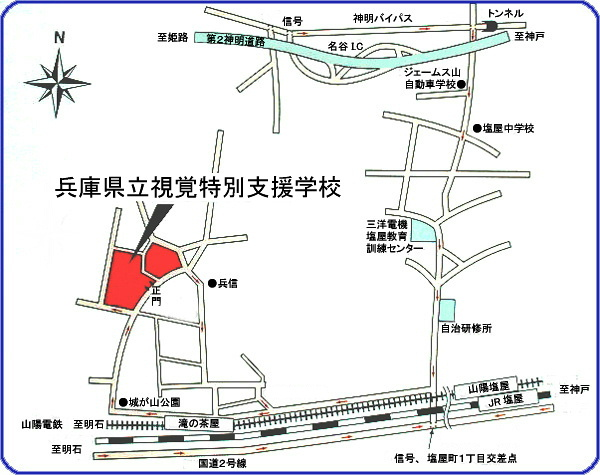 信号
神明バイパス
トンネル
至姫路
第2神明道路
名谷 I.C
至神戸
N
ジェームス山
自動車学校
塩屋中学校
兵庫県立視覚特別支援学校
三洋電機
塩屋教育
訓練センター
正門
兵信
自治研修所
城が山公園
山陽塩屋
至神戸
JR 塩屋
山陽電鉄
至明石
滝の茶屋
至明石
国道2号線
信号、塩屋町1丁目交差点